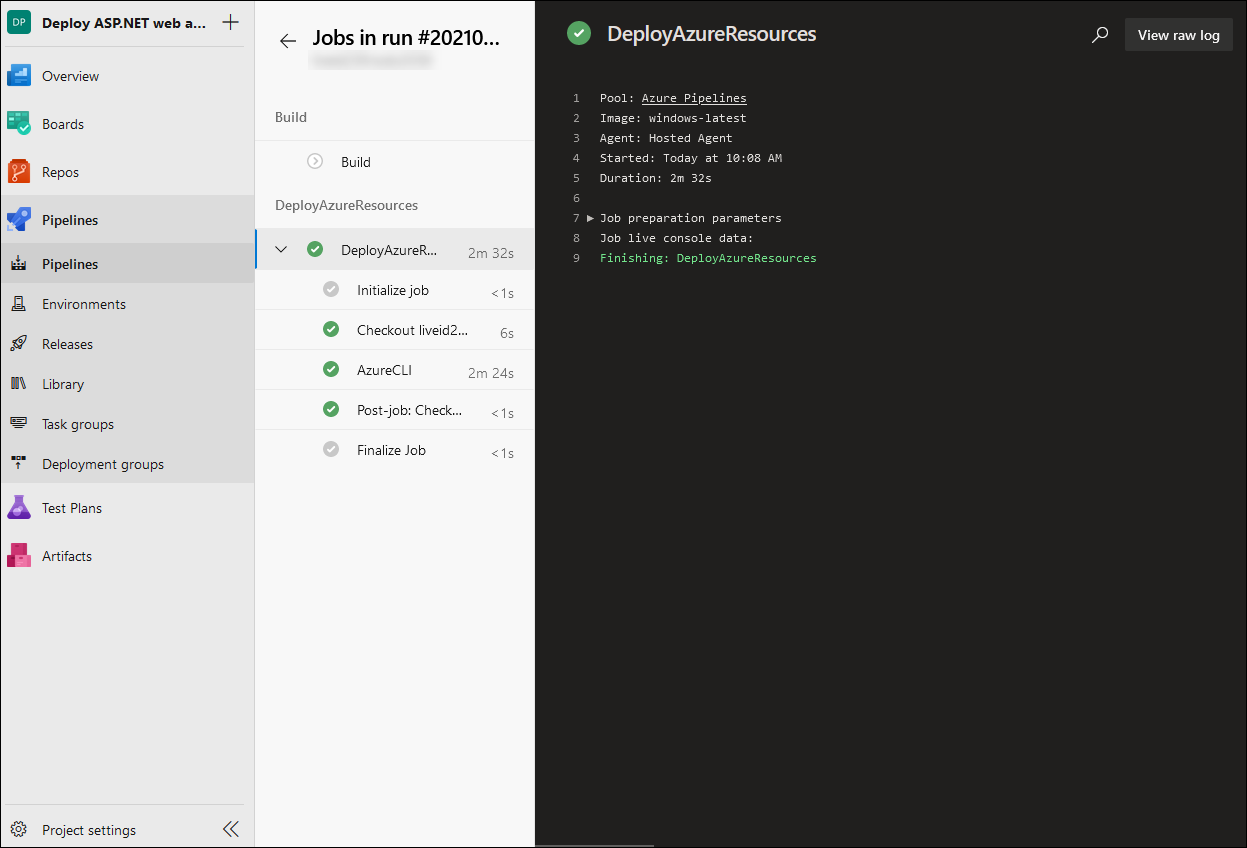 DP
Deploy ASP.NET web a...
Overview
Boards
Repos
Pipelines
Pipelines
Environments
Releases
Library
Task groups
Deployment groups
Test Plans
Artifacts
Project settings
Jobs in run #20210...
Build
Build
DeployAzureResources
DeployAzureR... 2m 32s
Initialize job <1s
Checkout liveid2... 6s
AzureCLI 2m 24s
Post-job: Check... <1s
Finalize Job <1s
DeployAzureResources
View raw log
1 Pool: Azure Pipelines
2 Image: windows-latest
3 Agent: Hosted Agent
4 Started: Today at 10:08 AM
5 Duration: 2m 32s
6
7 Job preparation parameters
8 Job live console data:
9 Finishing: DeployAzureResources